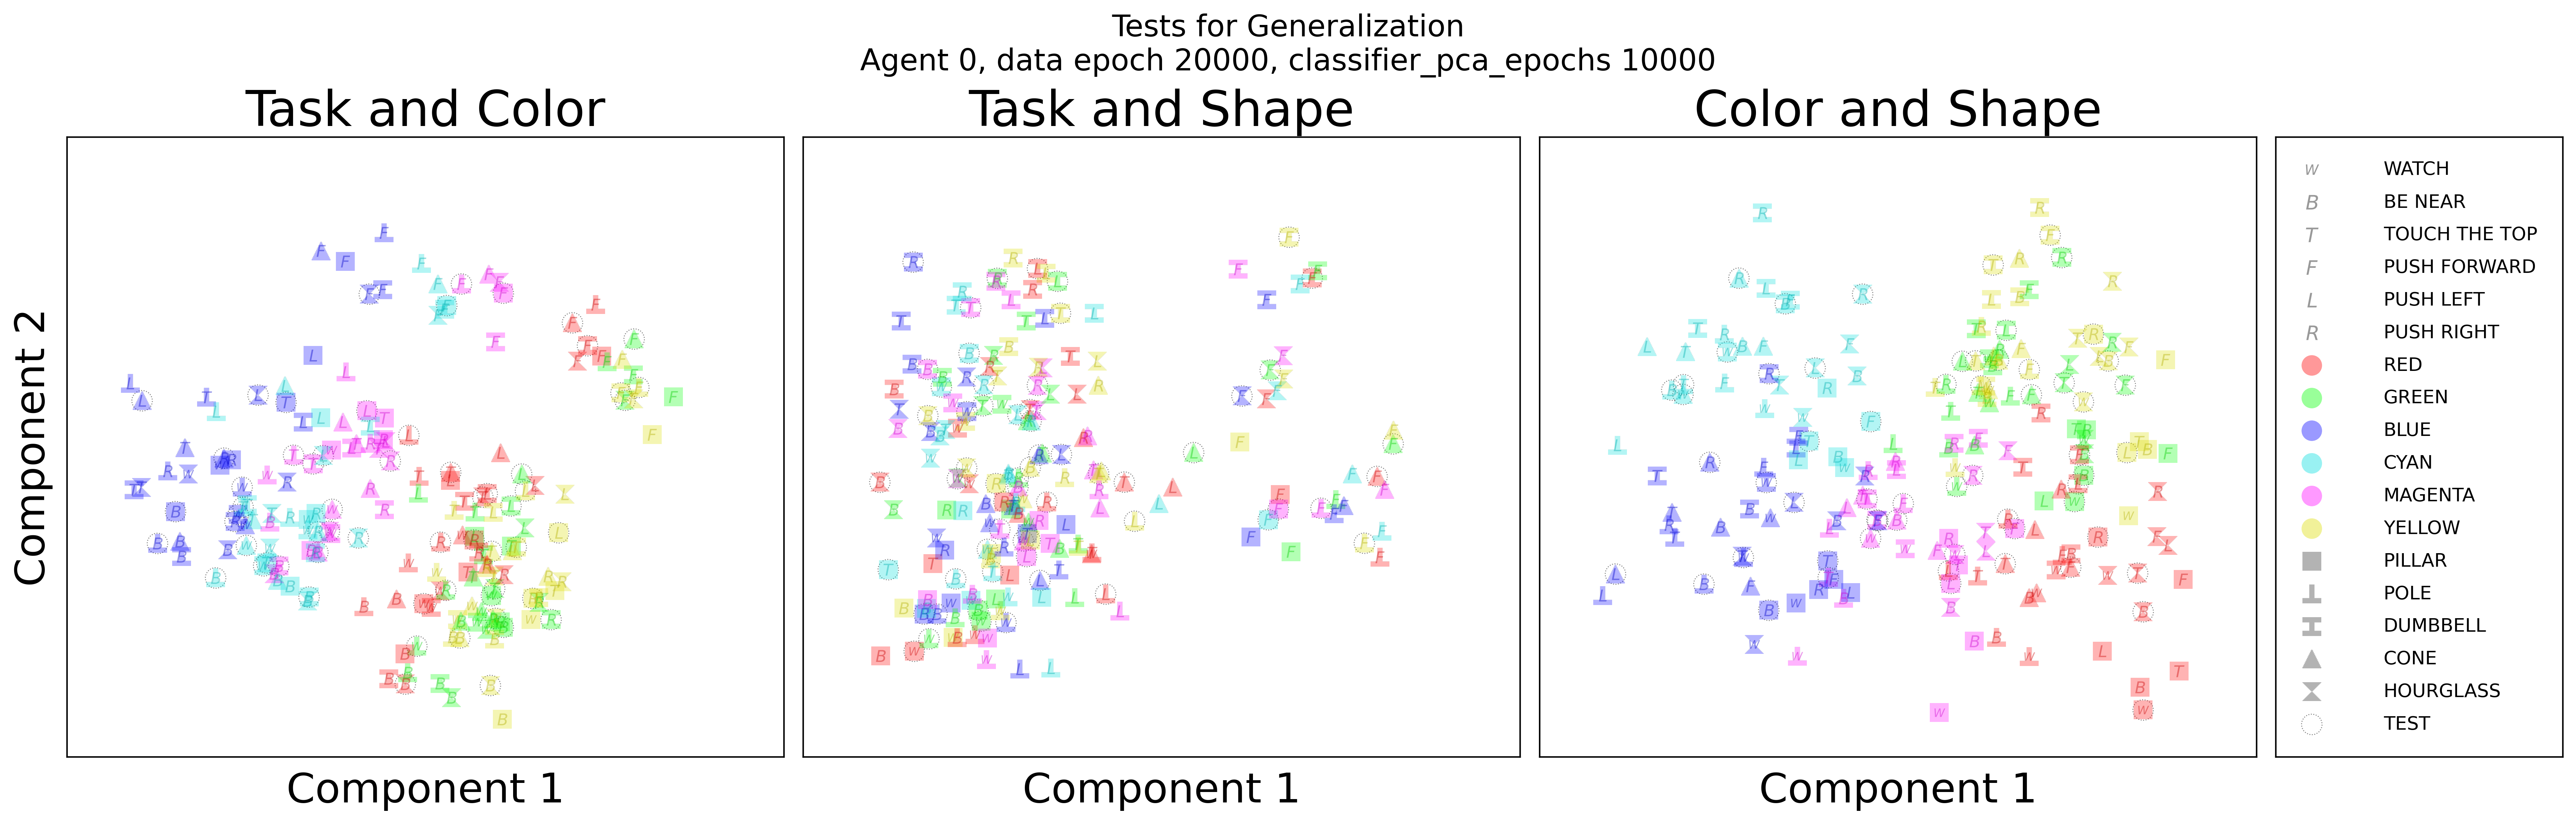 Tests for Generalization
Agent 0, data epoch 20000, classifier_pca_epochs 10000
Task and Color
Task and Shape
Color and Shape
Component 2
Component 1
Component 1
Component 1
W WATCH
B BE NEAR
T TOUCH THE TOP
F PUSH FORWARD
L PUSH LEFT
R PUSH RIGHT
RED
GREEN
BLUE
CYAN
MAGENTA
YELLOW
PILLAR
POLE
DUMBBELL
CONE
HOURGLASS
TEST